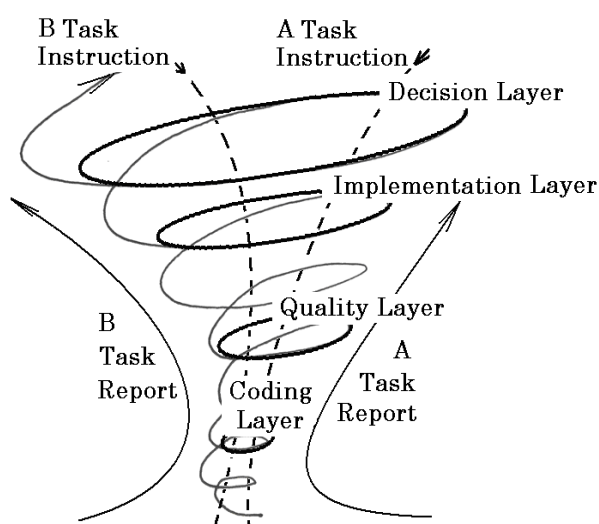 B Task
Instruction
A Task
Instruction
Decision Layer
Implementation Layer
Quality Layer
B
Task
Report
A
Task
Report
Coding
Layer